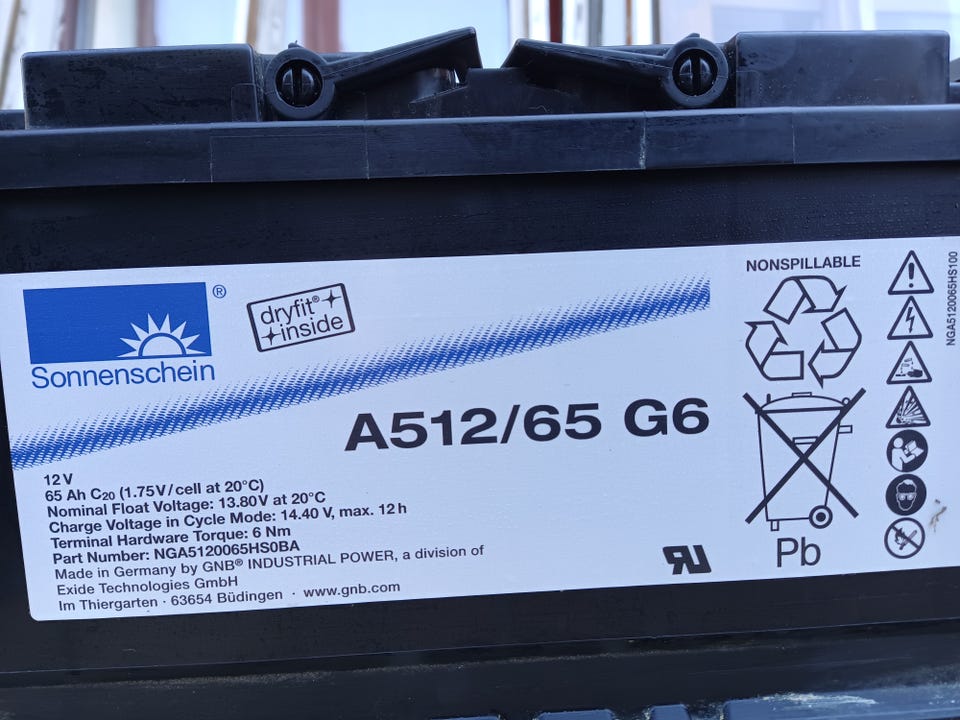 Sonnenschein®
dryfit®
inside
A512/65 G6
12 V
65 Ah C₂₀ (1.75V/cell at 20°C)
Nominal Float Voltage: 13.80V at 20°C
Charge Voltage in Cycle Mode: 14.40 V, max. 12 h
Terminal Hardware Torque: 6 Nm
Part Number: NGA5120065HS0BA
Made in Germany by GNB® INDUSTRIAL POWER, a division of
Exide Technologies GmbH
Im Thiergarten · 63654 Büdingen · www.gnb.com
NONSPILLABLE
Pb
NGA5120065HS100